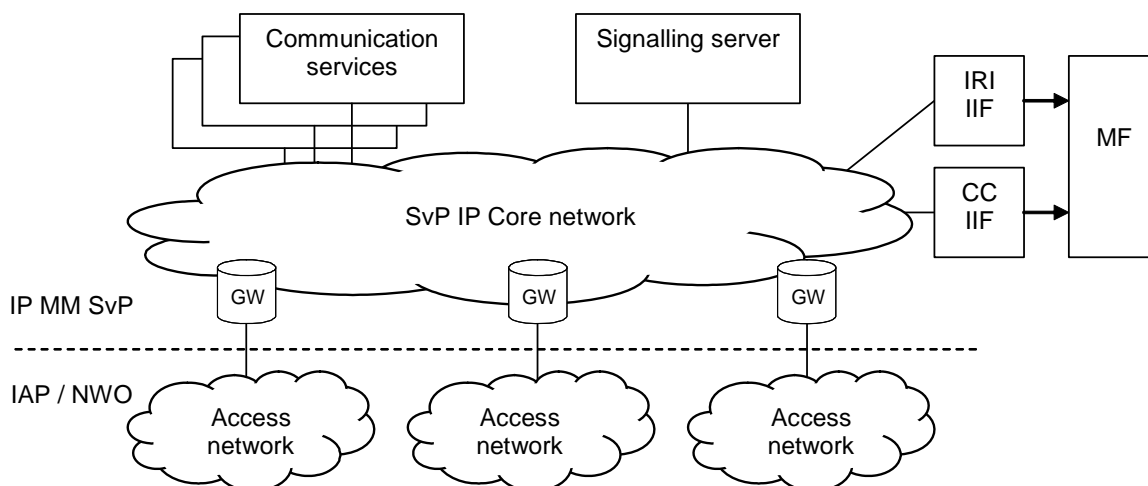 Communication
services
Signalling server
IRI
IIF
MF
CC
IIF
SvP IP Core network
GW
GW
GW
IP MM SvP
IAP / NWO
Access
network
Access
network
Access
network